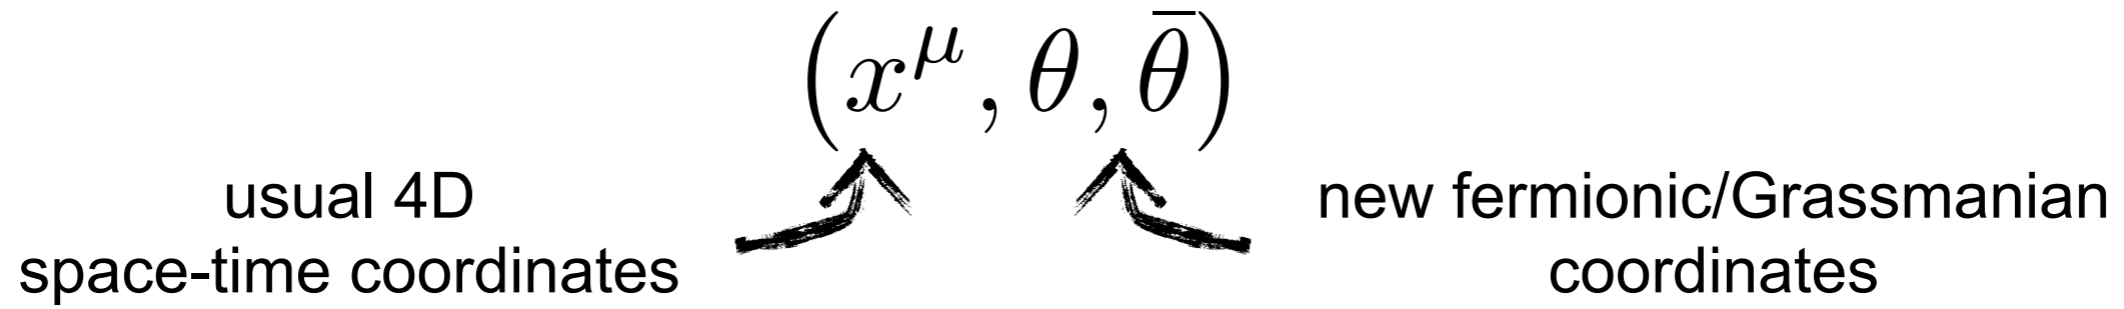 (x^μ, θ, θ̅)
usual 4D
space-time coordinates
new fermionic/Grassmanian
coordinates